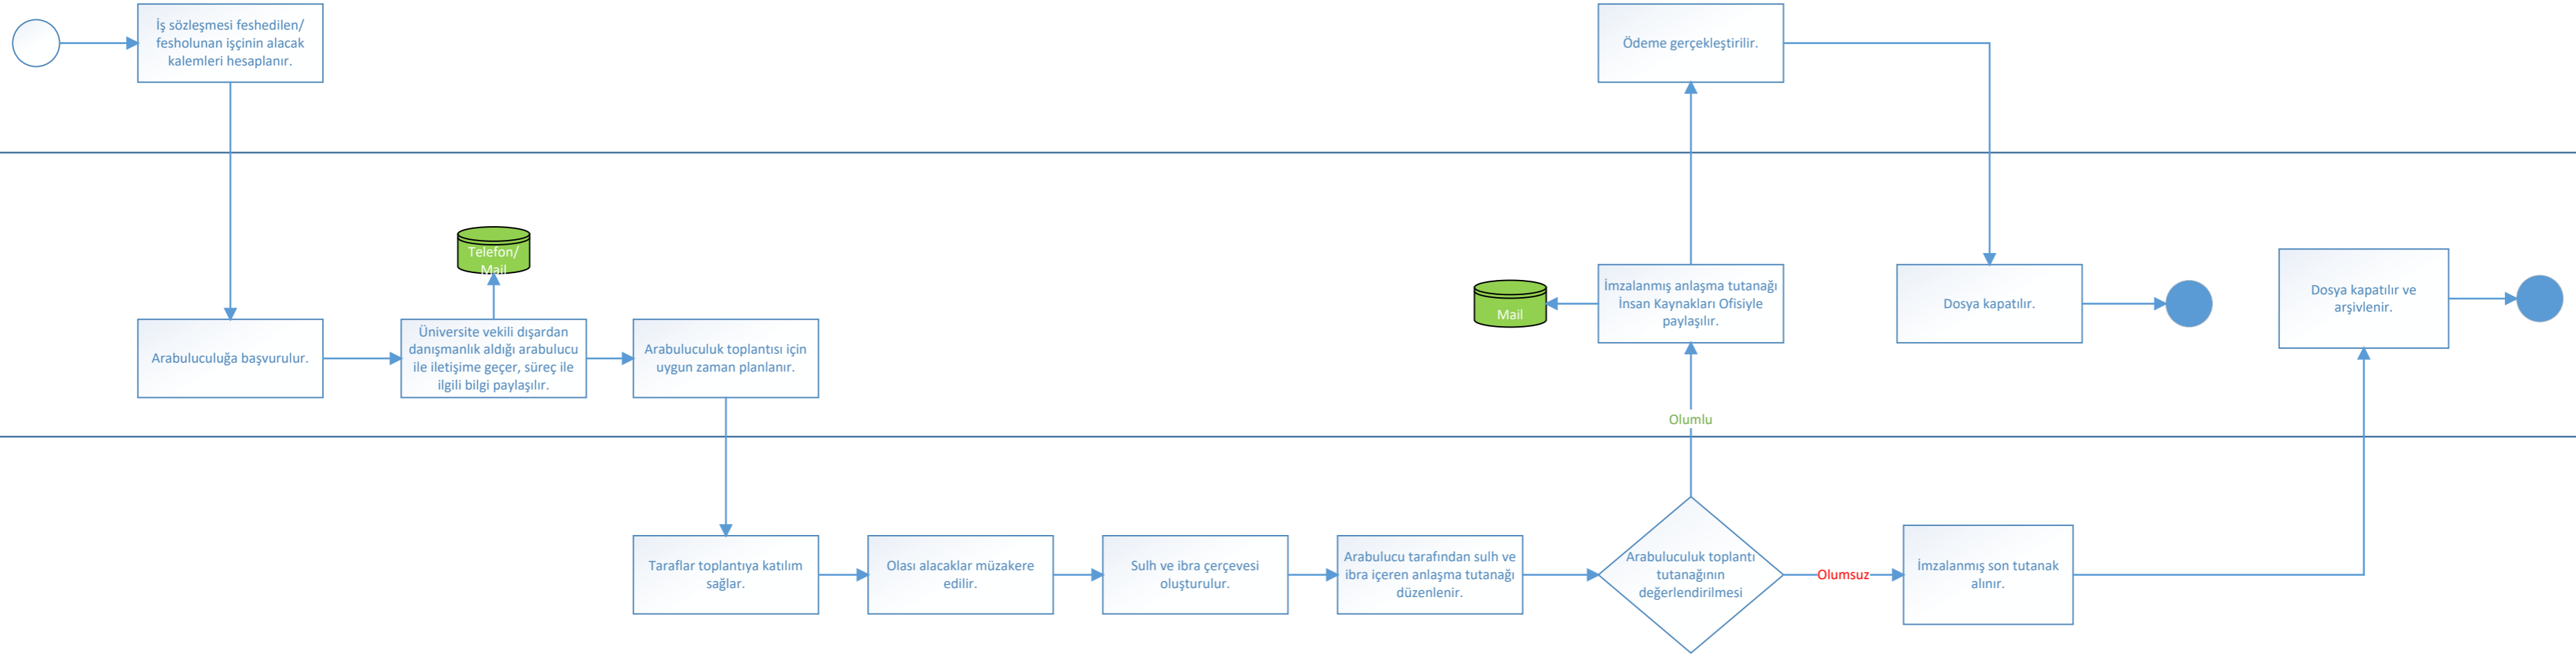 İş sözleşmesi feshedilen/
fesholunan işçinin alacak
kalemleri hesaplanır.
Ödeme gerçekleştirilir.
Telefon/
Mail
Arabuluculuğa başvurulur.
Üniversite vekili dışardan
danışmanlık aldığı arabulucu
ile iletişime geçer, süreç ile
ilgili bilgi paylaşılır.
Arabuluculuk toplantısı için
uygun zaman planlanır.
Mail
İmzalanmış anlaşma tutanağı
İnsan Kaynakları Ofisiyle
paylaşılır.
Dosya kapatılır.
Dosya kapatılır ve
arşivlenir.
Olumlu
Taraflar toplantıya katılım
sağlar.
Olası alacaklar müzakere
edilir.
Sulh ve ibra çerçevesi
oluşturulur.
Arabulucu tarafından sulh ve
ibra içeren anlaşma tutanağı
düzenlenir.
Arabuluculuk toplantı
tutanağının
değerlendirilmesi
Olumsuz
İmzalanmış son tutanak
alınır.